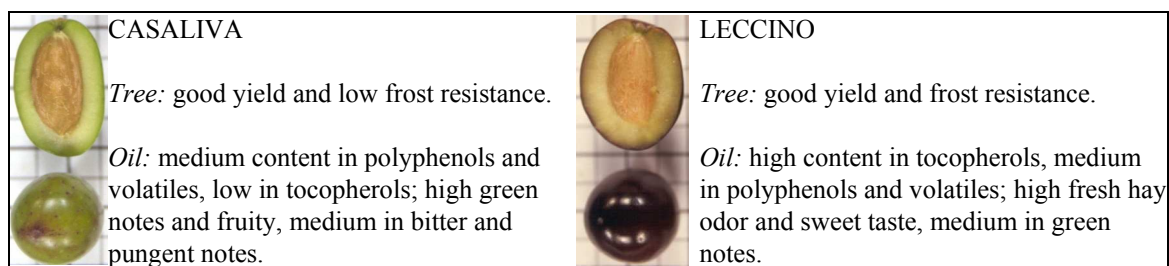 CASALIVA
Tree: good yield and low frost resistance.
Oil: medium content in polyphenols and
volatiles, low in tocopherols; high green
notes and fruity, medium in bitter and
pungent notes.
LECCINO
Tree: good yield and frost resistance.
Oil: high content in tocopherols, medium
in polyphenols and volatiles; high fresh hay
odor and sweet taste, medium in green
notes.